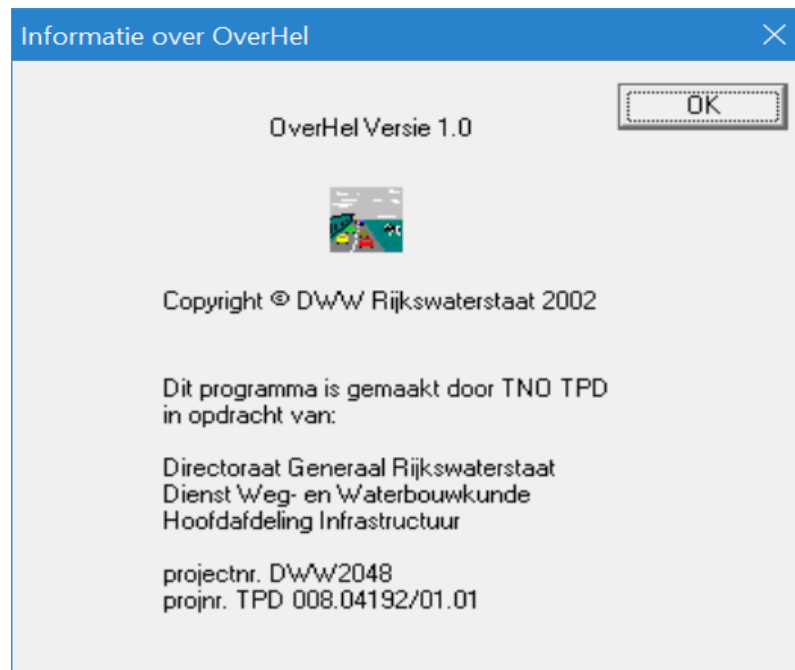 Informatie over OverHel
OK
OverHel Versie 1.0
Copyright © DWW Rijkswaterstaat 2002
Dit programma is gemaakt door TNO TPD
in opdracht van:
Directoraat Generaal Rijkswaterstaat
Dienst Weg- en Waterbouwkunde
Hoofdafdeling Infrastructuur
projectnr. DWW2048
projnr. TPD 008.04192/01.01